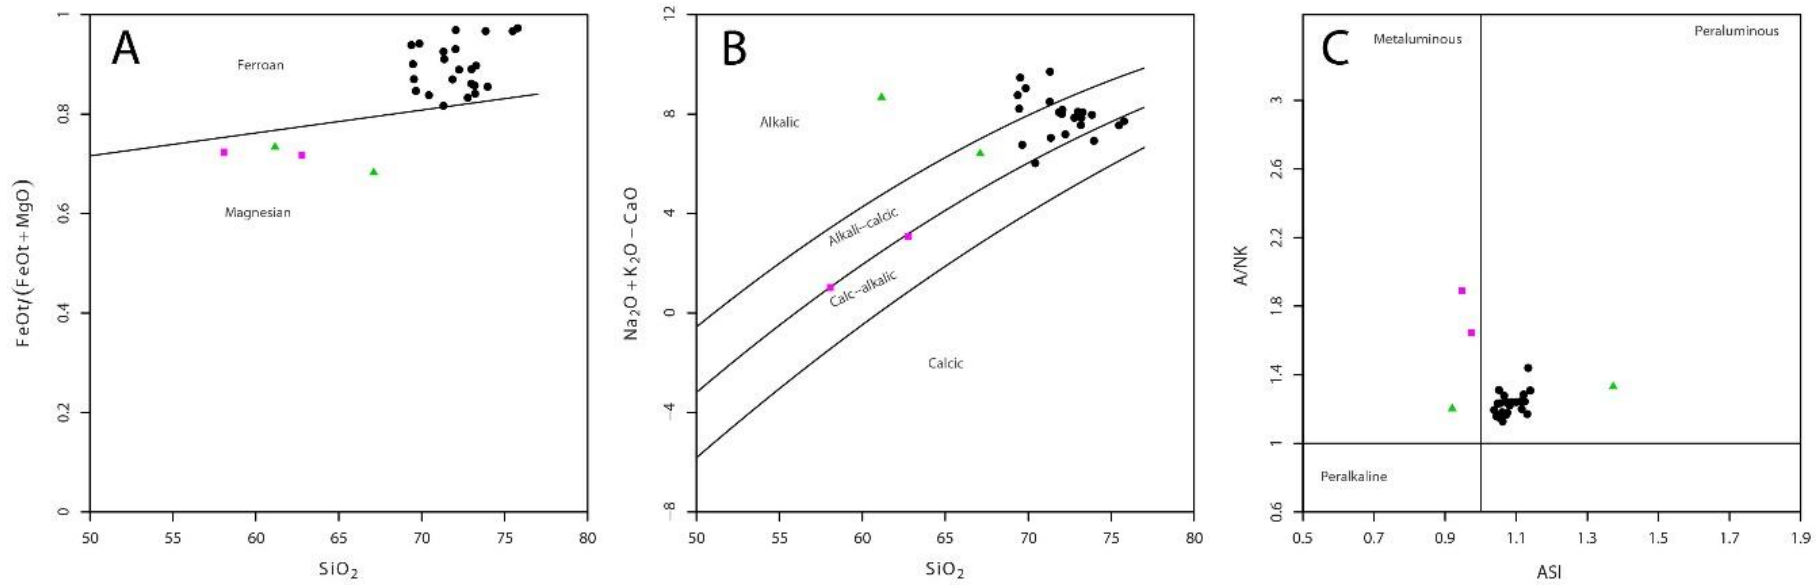 A
Ferroan
Magnesian
1
0.8
0.6
0.4
0.2
0
50 55 60 65 70 75 80
FeOt/(FeOt+MgO)
SiO₂
B
Alkalic
Alkali–calcic
Calc–alkalic
Calcic
12
8
4
0
−4
−8
50 55 60 65 70 75 80
Na₂O+K₂O−CaO
SiO₂
C
Metaluminous
Peraluminous
Peralkaline
3
2.6
2.2
1.8
1.4
1
0.6
0.5 0.7 0.9 1.1 1.3 1.5 1.7 1.9
A/NK
ASI